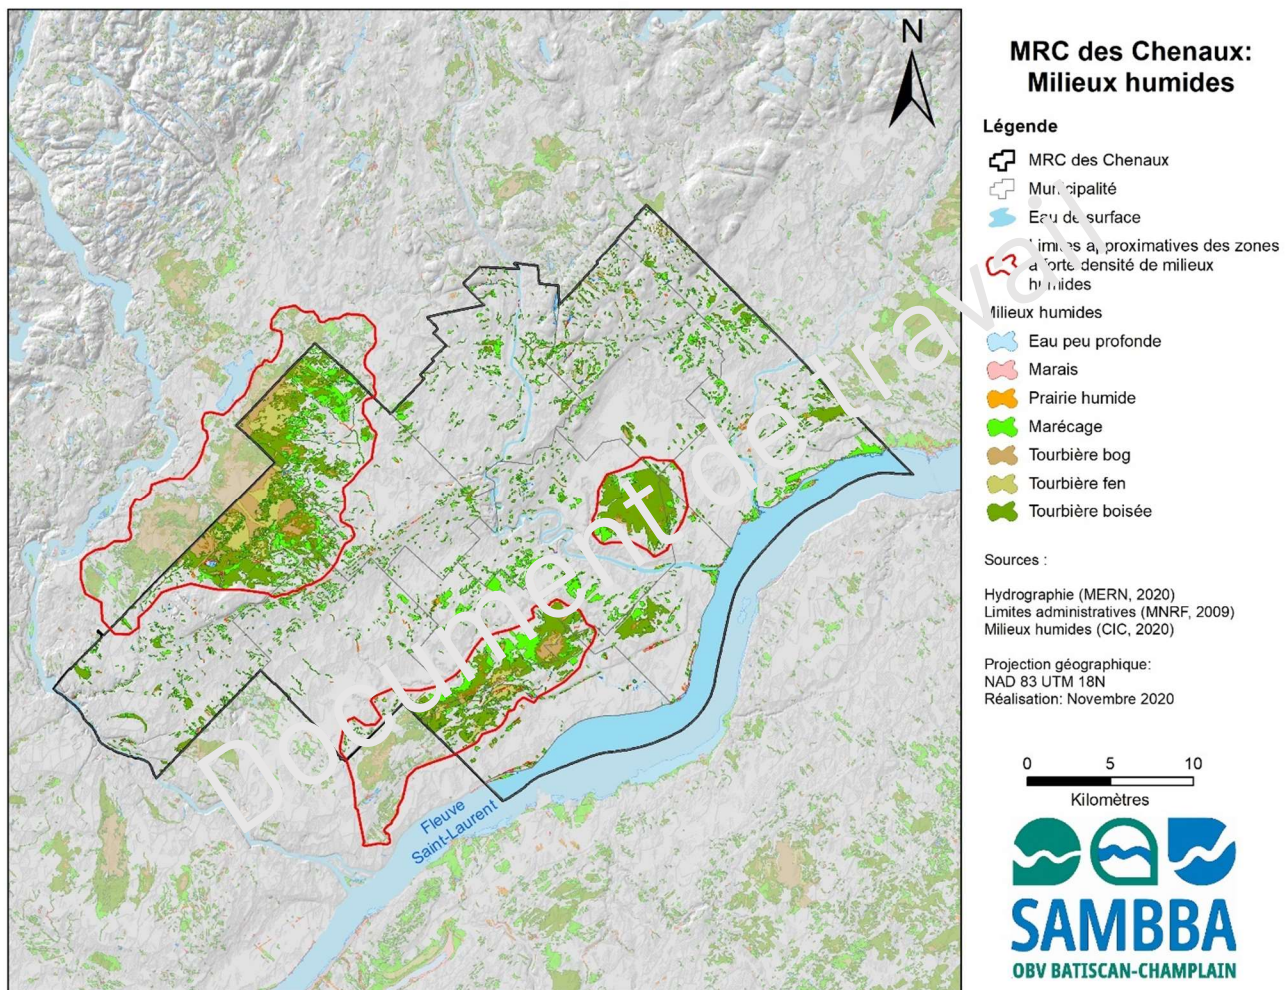 N
MRC des Chenaux:
Milieux humides
Légende
MRC des Chenaux
Municipalité
Eau de surface
Limites approximatives des zones
à forte densité de milieux
humides
Milieux humides
Eau peu profonde
Marais
Prairie humide
Marécage
Tourbière bog
Tourbière fen
Tourbière boisée
Sources :
Hydrographie (MERN, 2020)
Limites administratives (MNRF, 2009)
Milieux humides (CIC, 2020)
Projection géographique:
NAD 83 UTM 18N
Réalisation: Novembre 2020
0 5 10
Kilomètres
SAMBBA
OBV BATISCAN-CHAMPLAIN
Fleuve
Saint-Laurent
Document de travail